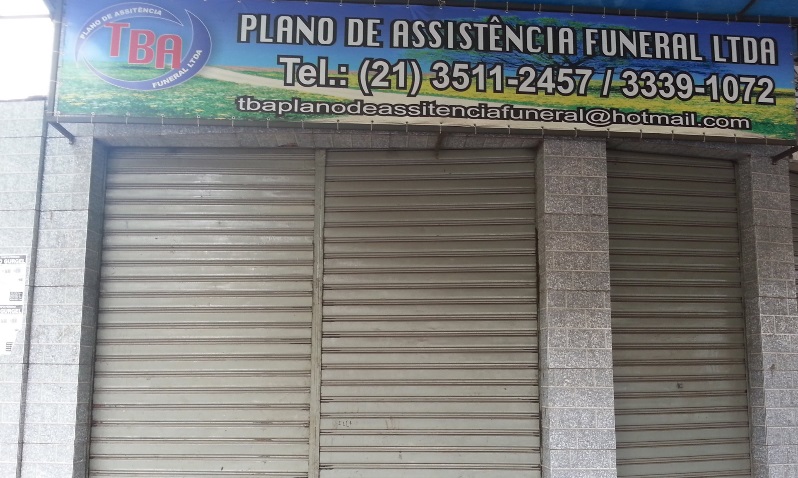 PLANO DE ASSITÊNCIA
TBA
FUNERAL LTDA
PLANO DE ASSISTÊNCIA FUNERAL LTDA
Tel.: (21) 3511-2457 / 3339-1072
tbaplanodeassitenciafuneral@hotmail.com